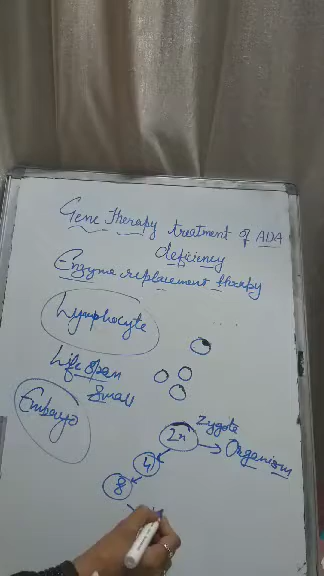 Gene Therapy treatment of ADA
deficiency
Enzyme replacement therapy
Lymphocyte
Life span
Small
Embryo
Zygote
2n
Organism
4
8